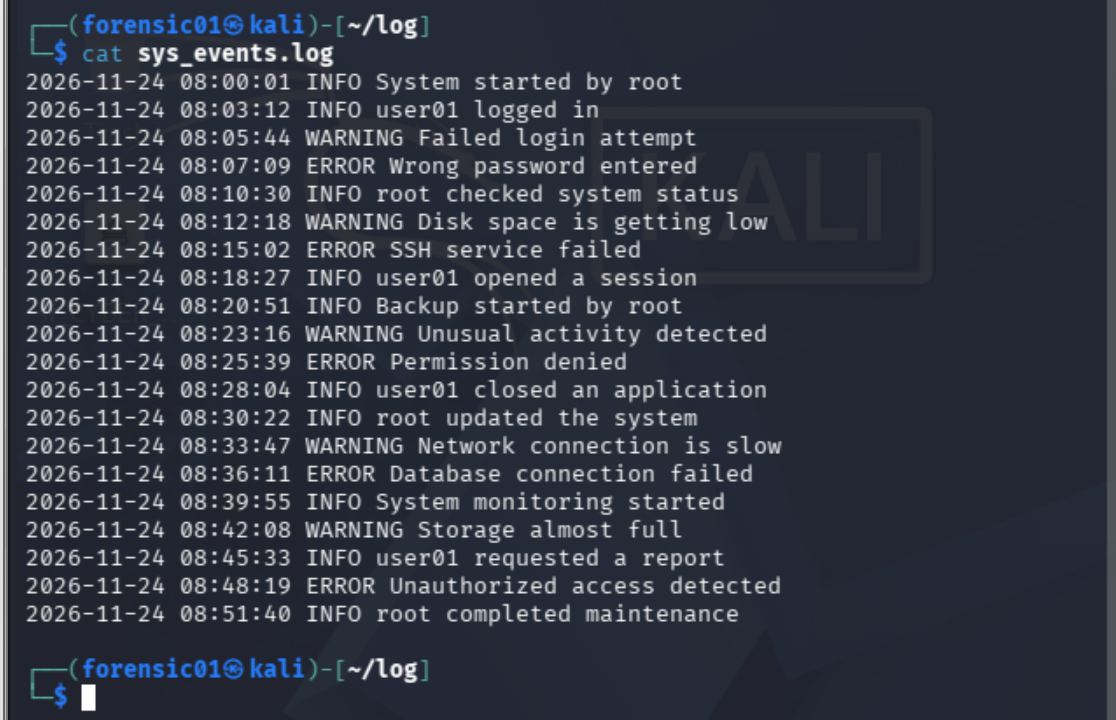 ┌──(forensic01㉿kali)-[~/log]
└─$ cat sys_events.log
2026-11-24 08:00:01 INFO System started by root
2026-11-24 08:03:12 INFO user01 logged in
2026-11-24 08:05:44 WARNING Failed login attempt
2026-11-24 08:07:09 ERROR Wrong password entered
2026-11-24 08:10:30 INFO root checked system status
2026-11-24 08:12:18 WARNING Disk space is getting low
2026-11-24 08:15:02 ERROR SSH service failed
2026-11-24 08:18:27 INFO user01 opened a session
2026-11-24 08:20:51 INFO Backup started by root
2026-11-24 08:23:16 WARNING Unusual activity detected
2026-11-24 08:25:39 ERROR Permission denied
2026-11-24 08:28:04 INFO user01 closed an application
2026-11-24 08:30:22 INFO root updated the system
2026-11-24 08:33:47 WARNING Network connection is slow
2026-11-24 08:36:11 ERROR Database connection failed
2026-11-24 08:39:55 INFO System monitoring started
2026-11-24 08:42:08 WARNING Storage almost full
2026-11-24 08:45:33 INFO user01 requested a report
2026-11-24 08:48:19 ERROR Unauthorized access detected
2026-11-24 08:51:40 INFO root completed maintenance
┌──(forensic01㉿kali)-[~/log]
└─$
KALI